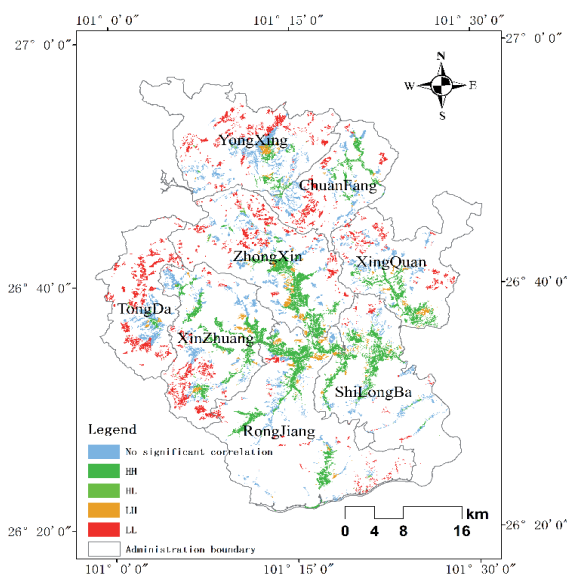 101° 0′0″ 101° 15′0″ 101° 30′0″
27° 0′0″ 27° 0′0″
N
W E
S
YongXing
ChuanFang
ZhongXin
XingQuan
26° 40′0″ 26° 40′0″
TongDa
XinZhuang
ShiLongBa
RongJiang
Legend
No significant correlation
HH
HL
LH
LL
Administration boundary
km
0 4 8 16
26° 20′0″ 26° 20′0″
101° 0′0″ 101° 15′0″ 101° 30′0″